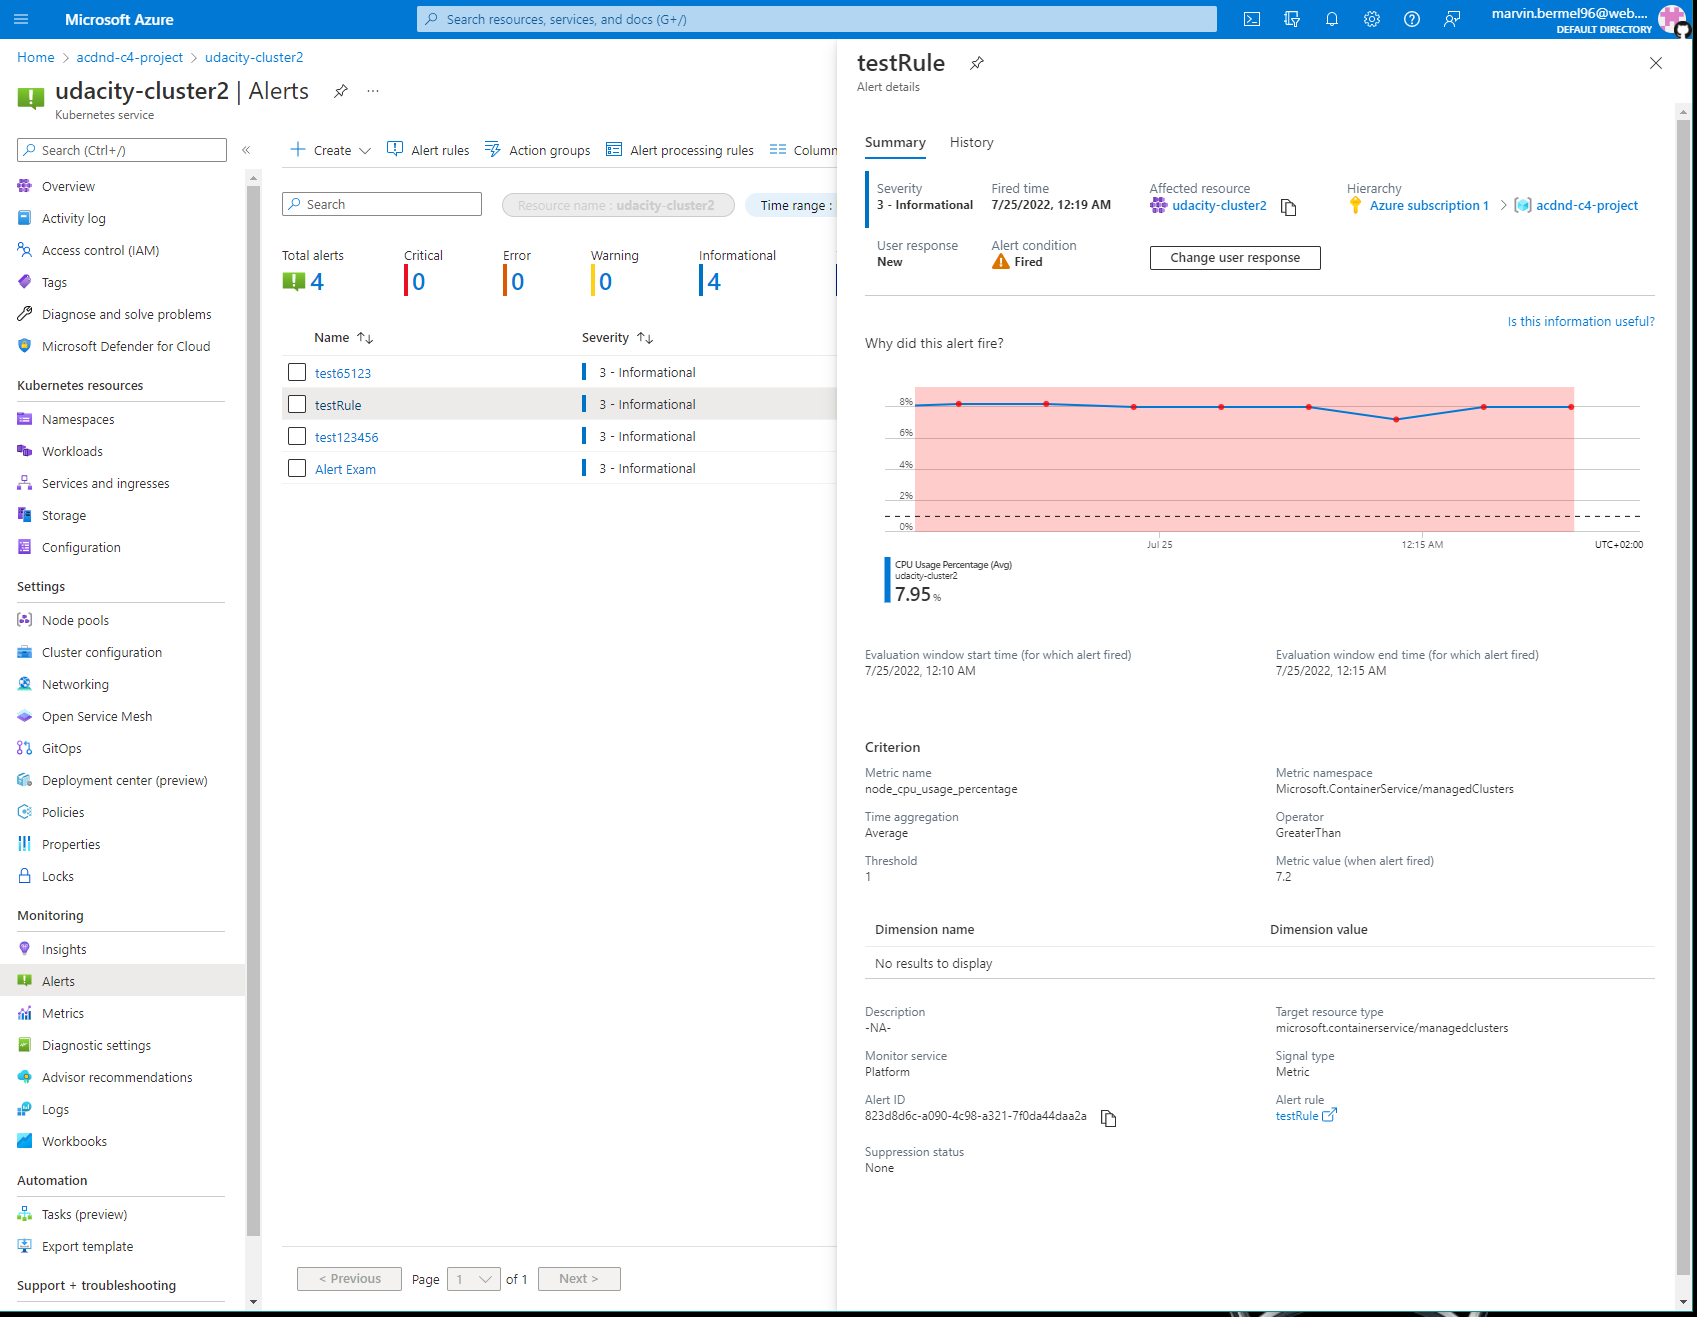 Microsoft Azure
Search resources, services, and docs (G+/)
marvin.bermel96@web....
DEFAULT DIRECTORY
Home > acdnd-c4-project > udacity-cluster2
udacity-cluster2 | Alerts ...
Kubernetes service
Search (Ctrl+/) «
Overview
Activity log
Access control (IAM)
Tags
Diagnose and solve problems
Microsoft Defender for Cloud
Kubernetes resources
Namespaces
Workloads
Services and ingresses
Storage
Configuration
Settings
Node pools
Cluster configuration
Networking
Open Service Mesh
GitOps
Deployment center (preview)
Policies
Properties
Locks
Monitoring
Insights
Alerts
Metrics
Diagnostic settings
Advisor recommendations
Logs
Workbooks
Automation
Tasks (preview)
Export template
Support + troubleshooting
Create Alert rules Action groups Alert processing rules Column
Search Resource name : udacity-cluster2 Time range :
Total alerts Critical Error Warning Informational
4 0 0 0 4
Name Severity
test65123 3 - Informational
testRule 3 - Informational
test123456 3 - Informational
Alert Exam 3 - Informational
< Previous Page 1 of 1 Next >
testRule
Alert details
Summary History
Severity Fired time Affected resource Hierarchy
3 - Informational 7/25/2022, 12:19 AM udacity-cluster2 Azure subscription 1 > acdnd-c4-project
User response Alert condition
New Fired Change user response
Is this information useful?
Why did this alert fire?
8%
6%
4%
2%
0%
Jul 25 12:15 AM UTC+02:00
CPU Usage Percentage (Avg)
udacity-cluster2
7.95 %
Evaluation window start time (for which alert fired) Evaluation window end time (for which alert fired)
7/25/2022, 12:10 AM 7/25/2022, 12:15 AM
Criterion
Metric name Metric namespace
node_cpu_usage_percentage Microsoft.ContainerService/managedClusters
Time aggregation Operator
Average GreaterThan
Threshold Metric value (when alert fired)
1 7.2
Dimension name Dimension value
No results to display
Description Target resource type
-NA- microsoft.containerservice/managedclusters
Monitor service Signal type
Platform Metric
Alert ID Alert rule
823d8d6c-a090-4c98-a321-7f0da44daa2a testRule
Suppression status
None